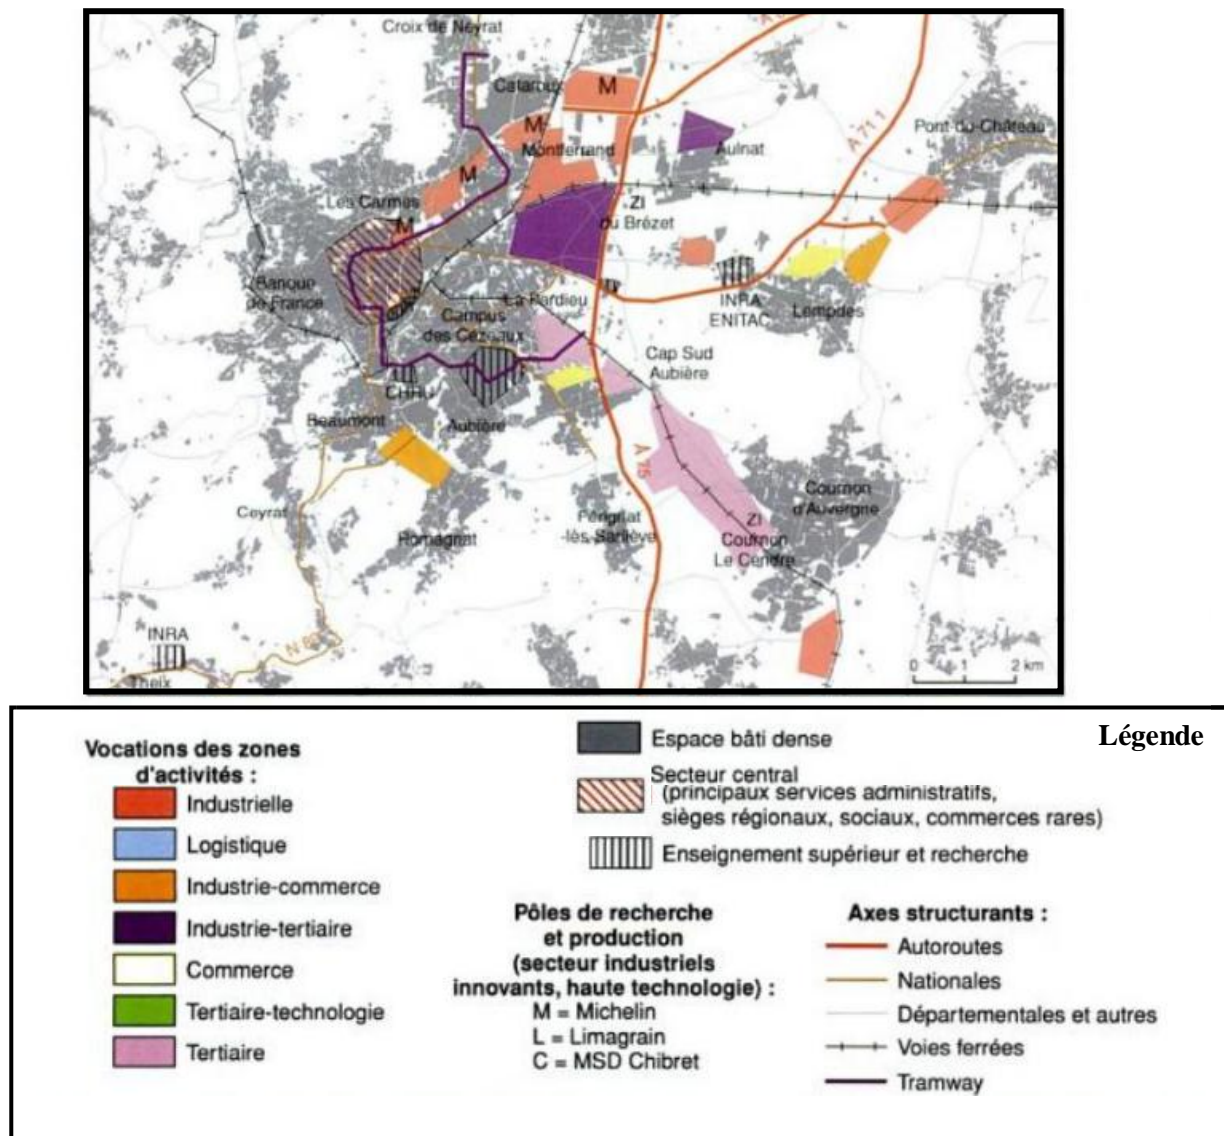 Croix de Neyrat
Cataroux
M
A 71 1
Pont-du-Château
M
Montferrand
Aulnat
M
Les Carmes
ZI
du Brézet
M
Banque
de France
La Pardieu
Campus
des Cézeaux
INRA
ENITAC
Lempdes
Cap Sud
Aubière
CHRU
Beaumont
Aubière
A 75
Ceyrat
Romagnat
Pérignat
-lès-Sarliève
Cournon
d'Auvergne
ZI
Cournon
Le Cendre
INRA
Theix
0 1 2 km
Légende
Vocations des zones
d'activités :
Industrielle
Logistique
Industrie-commerce
Industrie-tertiaire
Commerce
Tertiaire-technologie
Tertiaire
Espace bâti dense
Secteur central
(principaux services administratifs,
sièges régionaux, sociaux, commerces rares)
Enseignement supérieur et recherche
Pôles de recherche
et production
(secteur industriels
innovants, haute technologie) :
M = Michelin
L = Limagrain
C = MSD Chibret
Axes structurants :
Autoroutes
Nationales
Départementales et autres
Voies ferrées
Tramway